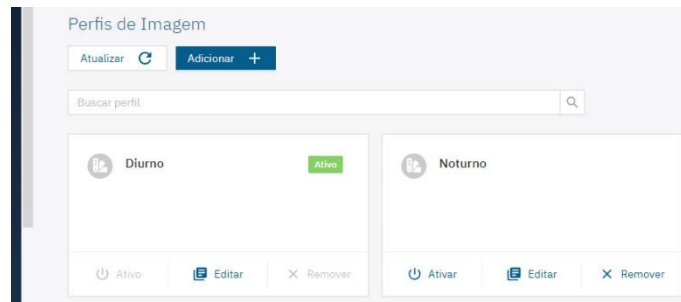 Perfis de Imagem
Atualizar Adicionar
Buscar perfil
Diurno Ativo Noturno
Ativo Editar Remover Ativar Editar Remover